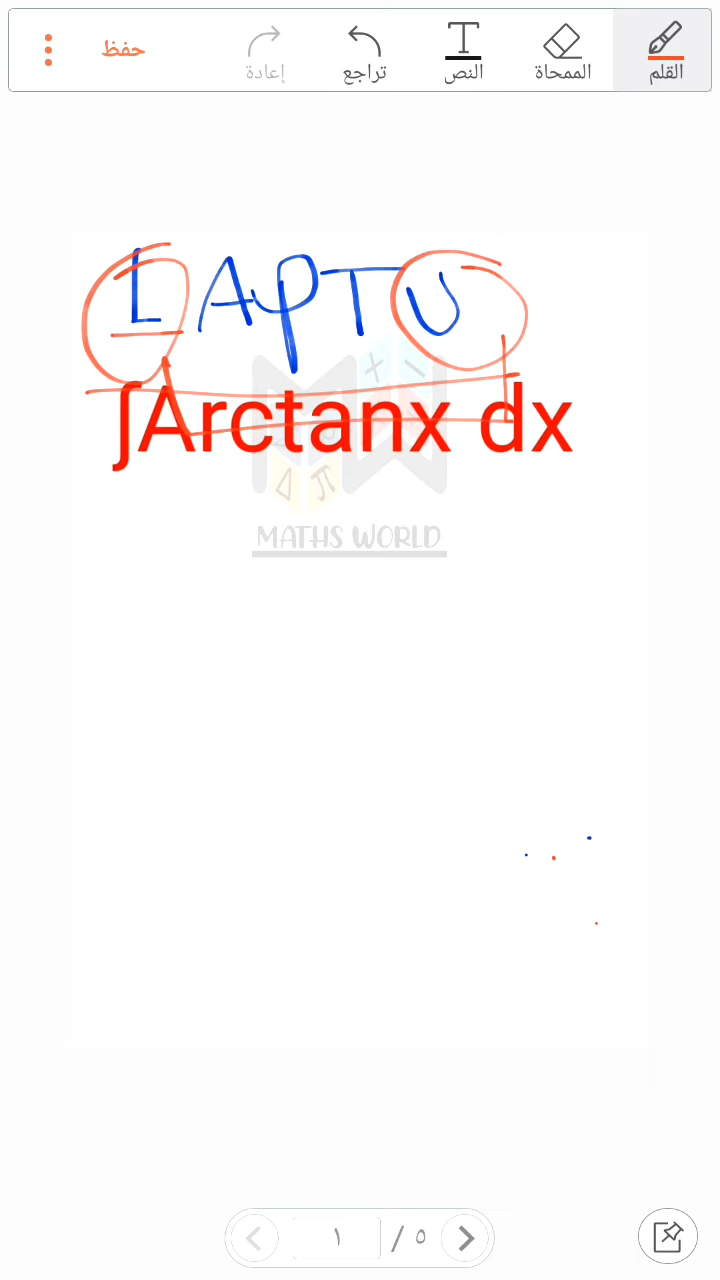 حفظ إعادة تراجع النص الممحاة القلم
LAPTU
∫Arctanx dx
MATHS WORLD
١ / ٥